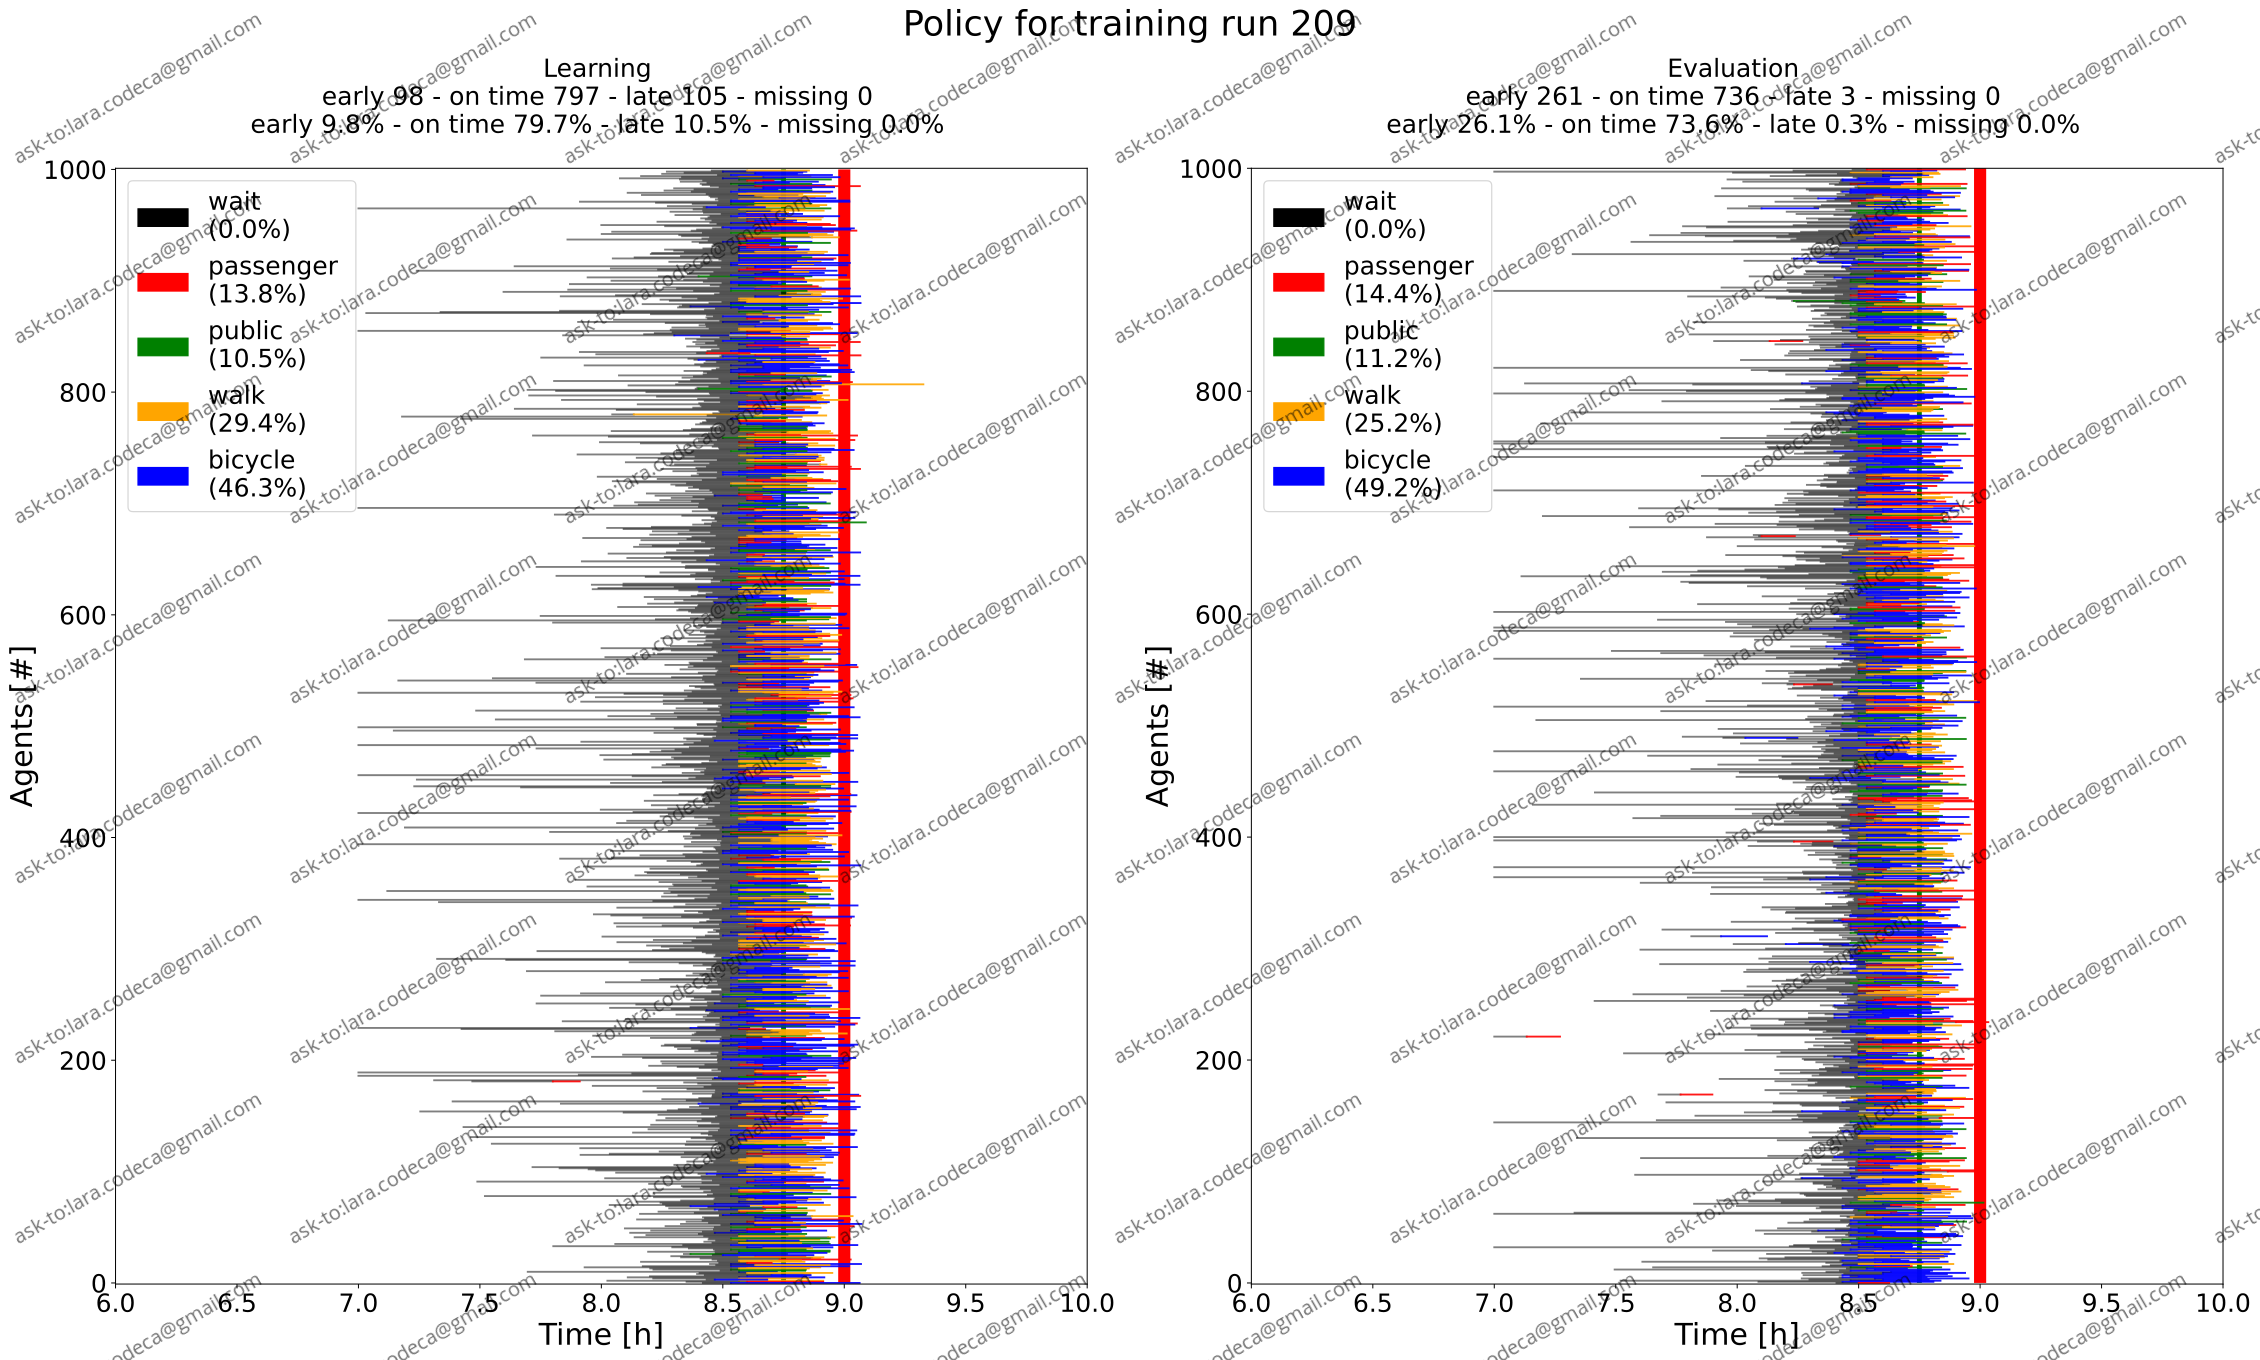 Policy for training run 209
Learning
early 98 - on time 797 - late 105 - missing 0
early 9.8% - on time 79.7% - late 10.5% - missing 0.0%
1000
800
600
400
200
0
Agents [#]
wait
(0.0%)
passenger
(13.8%)
public
(10.5%)
walk
(29.4%)
bicycle
(46.3%)
6.0 6.5 7.0 7.5 8.0 8.5 9.0 9.5 10.0
Time [h]
Evaluation
early 261 - on time 736 - late 3 - missing 0
early 26.1% - on time 73.6% - late 0.3% - missing 0.0%
1000
800
600
400
200
0
Agents [#]
wait
(0.0%)
passenger
(14.4%)
public
(11.2%)
walk
(25.2%)
bicycle
(49.2%)
6.0 6.5 7.0 7.5 8.0 8.5 9.0 9.5 10.0
Time [h]
ask-to:lara.codeca@gmail.com